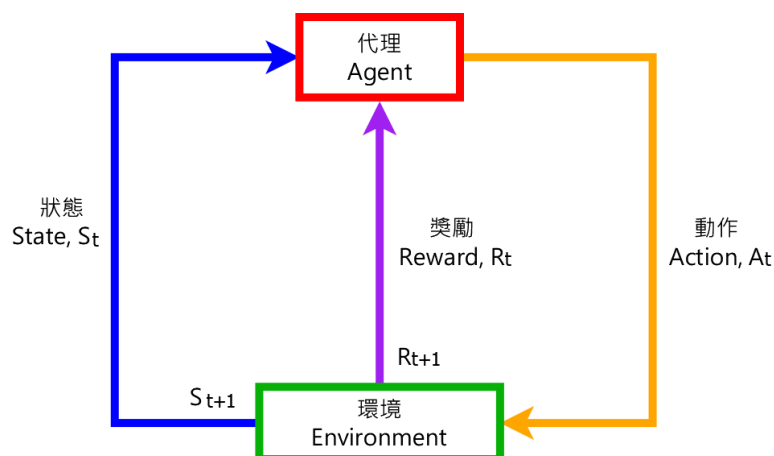 代理
Agent
狀態
State, St
獎勵
Reward, Rt
動作
Action, At
Rt+1
St+1
環境
Environment